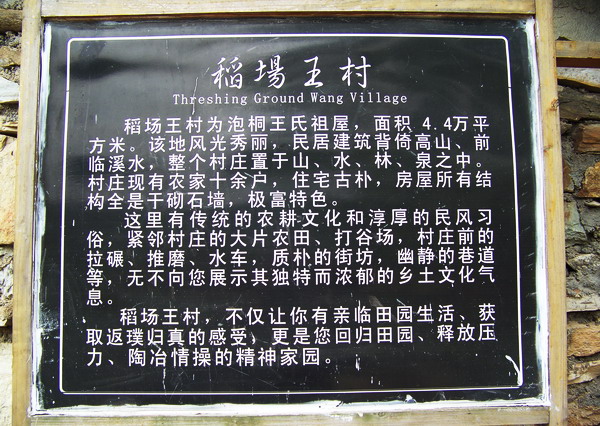 稻場王村
Threshing Ground Wang Village
稻场王村为泡桐王氏祖屋，面积 4.4万平
方米。该地风光秀丽，民居建筑背倚高山、前
临溪水，整个村庄置于山、水、林、泉之中。
村庄现有农家十余户，住宅古朴，房屋所有结
构全是干砌石墙，极富特色。
这里有传统的农耕文化和淳厚的民风习
俗，紧邻村庄的大片农田、打谷场，村庄前的
拉碾、推磨、水车，质朴的街坊，幽静的巷道
等，无不向您展示其独特而浓郁的乡土文化气
息。
稻场王村，不仅让你有亲临田园生活、获
取返璞归真的感受，更是您回归田园、释放压
力、陶冶情操的精神家园。